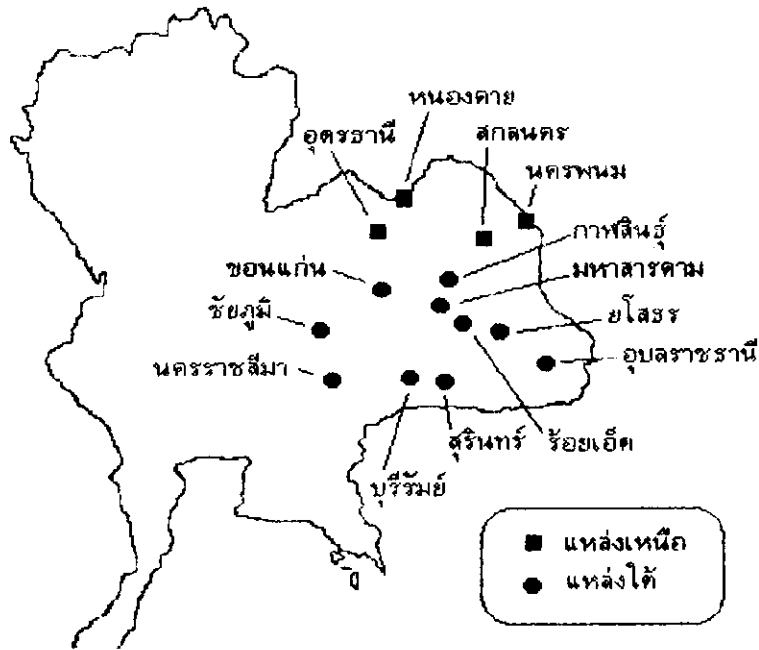 หนองคาย
อุดรธานี
สกลนคร
นครพนม
กาฬสินธุ์
ขอนแก่น
มหาสารคาม
ชัยภูมิ
ยโสธร
นครราชสีมา
อุบลราชธานี
สุรินทร์
ร้อยเอ็ด
บุรีรัมย์
แหล่งเหนือ
แหล่งใต้